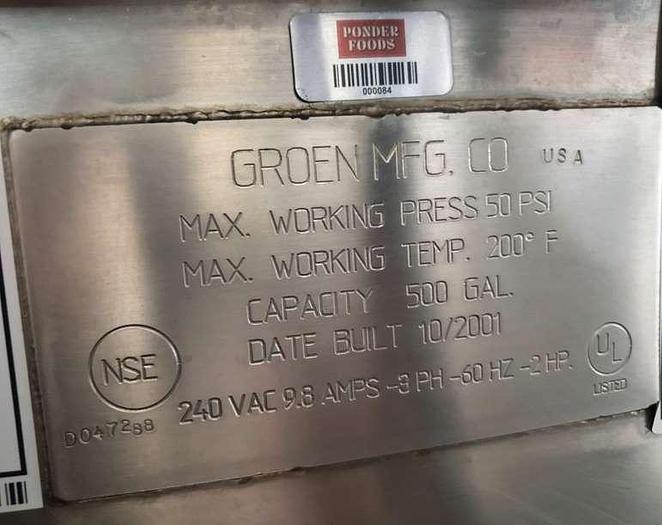 PONDER
FOODS
000084
GROEN MFG. CO USA
MAX. WORKING PRESS 50 PSI
MAX. WORKING TEMP. 200° F
CAPACITY 500 GAL.
DATE BUILT 10/2001
NSE
UL
LISTED
240 VAC 9.8 AMPS -3 PH -60 HZ -2 HP.
D047288